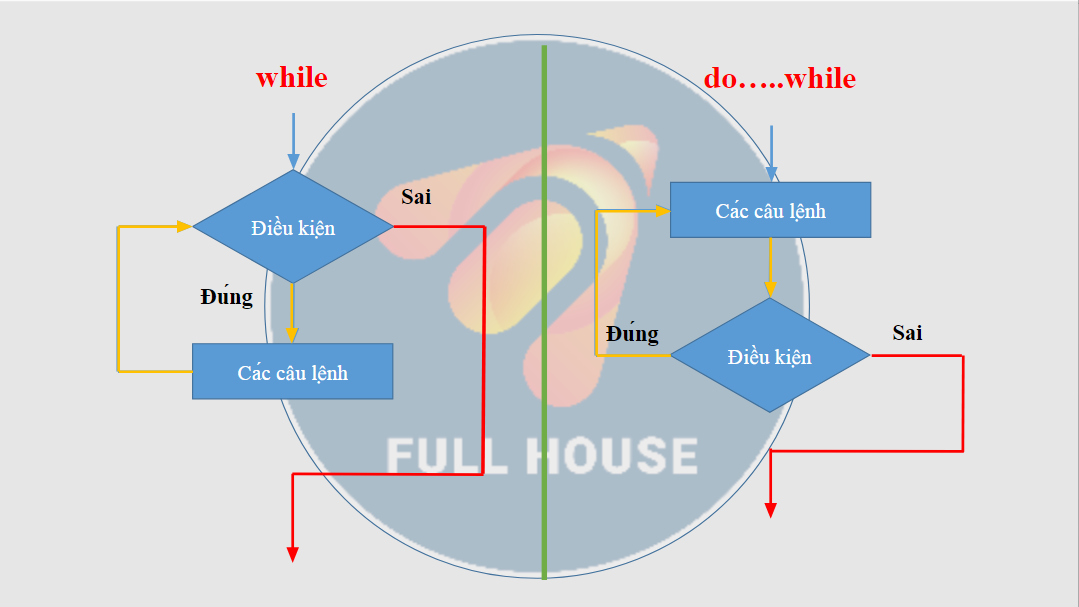 while
Sai
Điều kiện
Đúng
Các câu lệnh
do…..while
Các câu lệnh
Đúng
Điều kiện
Sai
FULL HOUSE